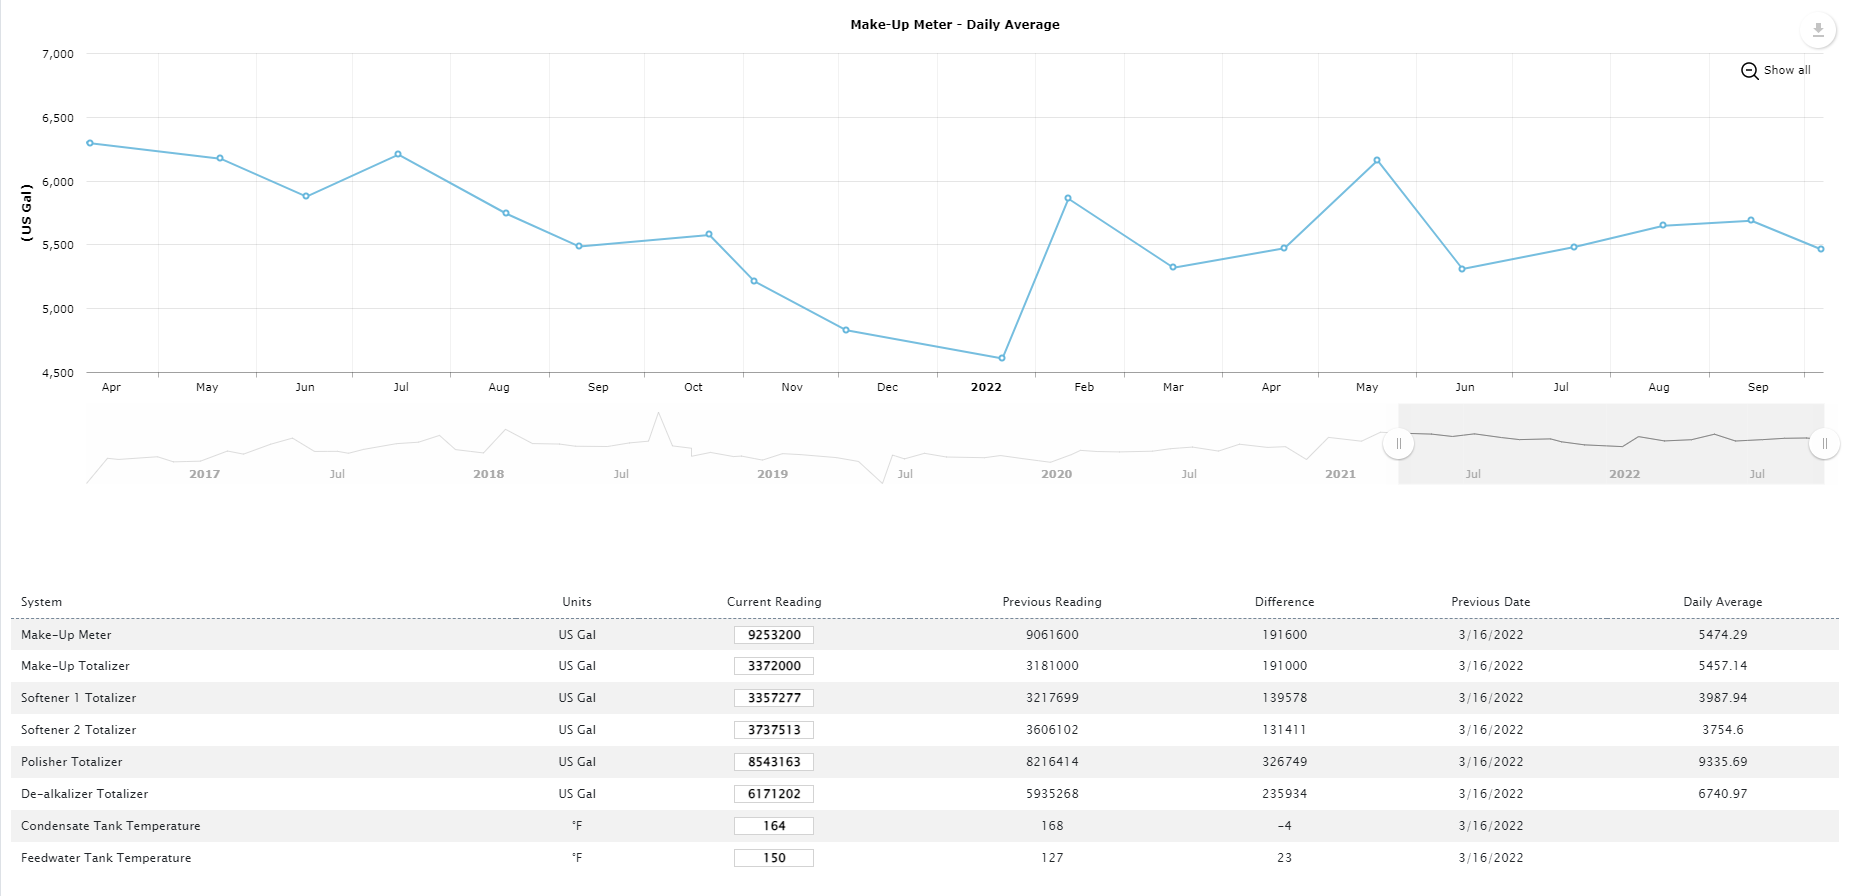 Make-Up Meter - Daily Average
7,000
Show all
6,500
6,000
(US Gal)
5,500
5,000
4,500
Apr May Jun Jul Aug Sep Oct Nov Dec 2022 Feb Mar Apr May Jun Jul Aug Sep
2017 Jul 2018 Jul 2019 Jul 2020 Jul 2021 Jul 2022 Jul
System Units Current Reading Previous Reading Difference Previous Date Daily Average
Make-Up Meter US Gal 9253200 9061600 191600 3/16/2022 5474.29
Make-Up Totalizer US Gal 3372000 3181000 191000 3/16/2022 5457.14
Softener 1 Totalizer US Gal 3357277 3217699 139578 3/16/2022 3987.94
Softener 2 Totalizer US Gal 3737513 3606102 131411 3/16/2022 3754.6
Polisher Totalizer US Gal 8543163 8216414 326749 3/16/2022 9335.69
De-alkalizer Totalizer US Gal 6171202 5935268 235934 3/16/2022 6740.97
Condensate Tank Temperature °F 164 168 -4 3/16/2022
Feedwater Tank Temperature °F 150 127 23 3/16/2022